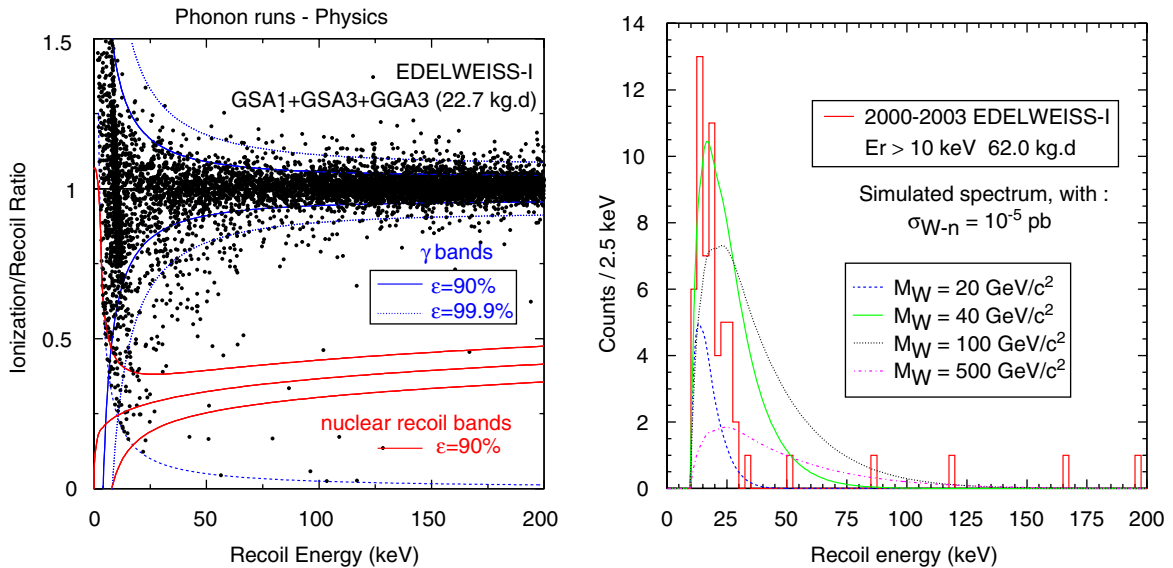 Phonon runs - Physics
1.5
1
0.5
0
Ionization/Recoil Ratio
EDELWEISS-I
GSA1+GSA3+GGA3 (22.7 kg.d)
γ bands
ε=90%
ε=99.9%
nuclear recoil bands
ε=90%
0 50 100 150 200
Recoil Energy (keV)
14
12
10
8
6
4
2
0
Counts / 2.5 keV
2000-2003 EDELWEISS-I
Er > 10 keV 62.0 kg.d
Simulated spectrum, with :
σW-n = 10-5 pb
MW = 20 GeV/c2
MW = 40 GeV/c2
MW = 100 GeV/c2
MW = 500 GeV/c2
0 25 50 75 100 125 150 175 200
Recoil energy (keV)